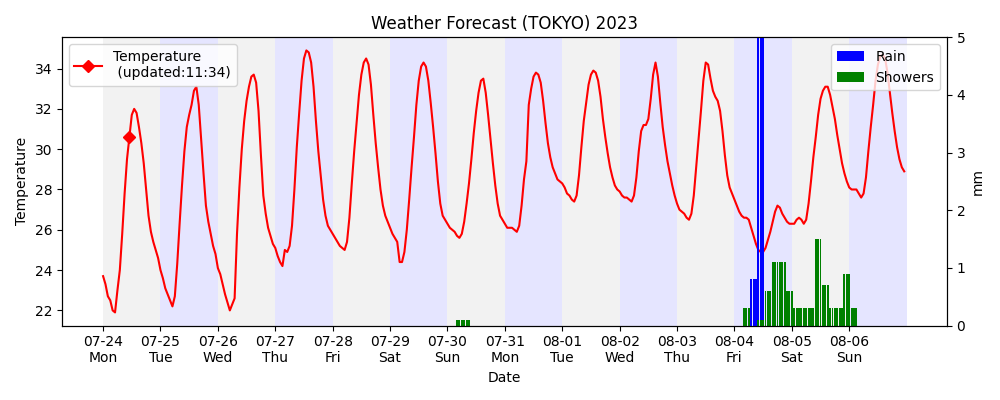 Weather Forecast (TOKYO) 2023
Temperature
(updated:11:34)
Rain
Showers
Temperature
34
32
30
28
26
24
22
5
4
3
2
1
0
mm
07-24 07-25 07-26 07-27 07-28 07-29 07-30 07-31 08-01 08-02 08-03 08-04 08-05 08-06
Mon Tue Wed Thu Fri Sat Sun Mon Tue Wed Thu Fri Sat Sun
Date